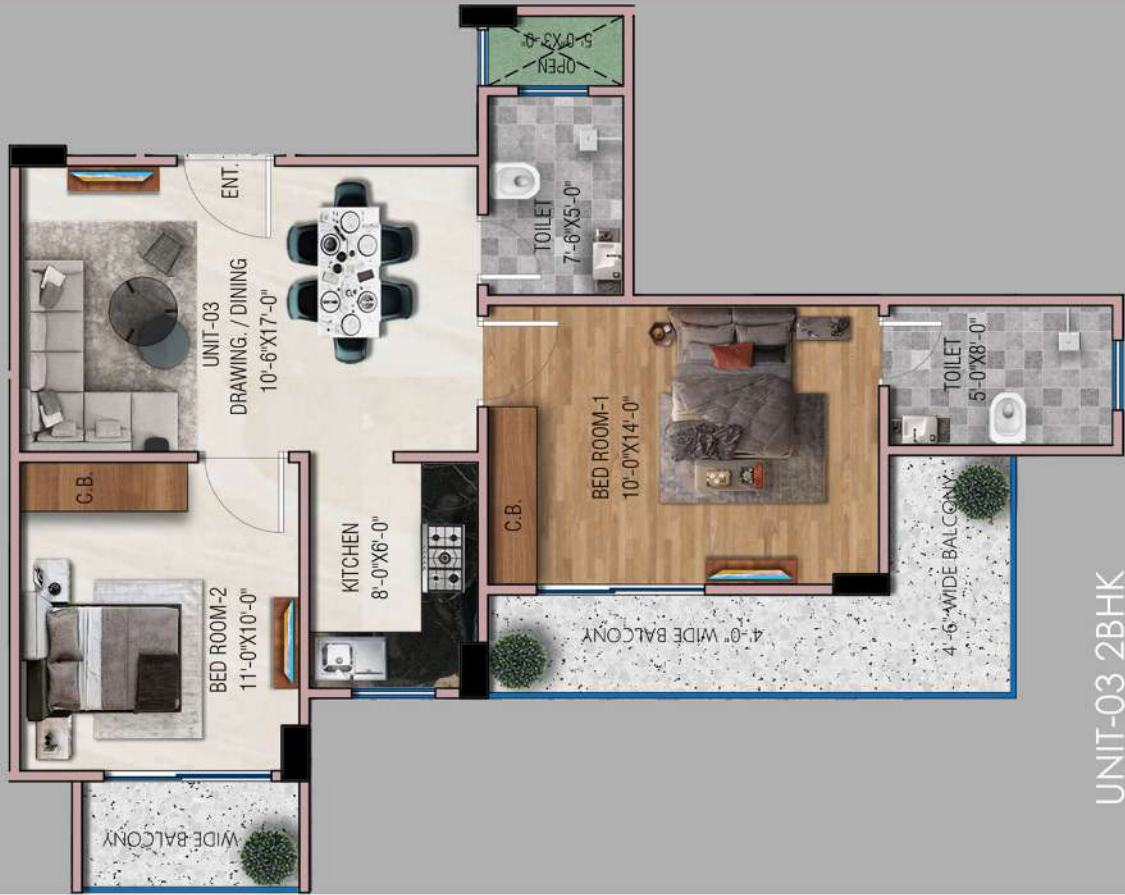 5'-0"X3'-0"
OPEN
ENT.
TOILET
7'-6"X5'-0"
UNIT-03
DRAWING. / DINING
10'-6"X17'-0"
C.B.
BED ROOM-2
11'-0"X10'-0"
KITCHEN
8'-0"X6'-0"
C.B.
BED ROOM-1
10'-0"X14'-0"
TOILET
5'-0"X8'-0"
WIDE BALCONY
4'-0" WIDE BALCONY
4'-6" WIDE BALCONY
UNIT-03 2BHK